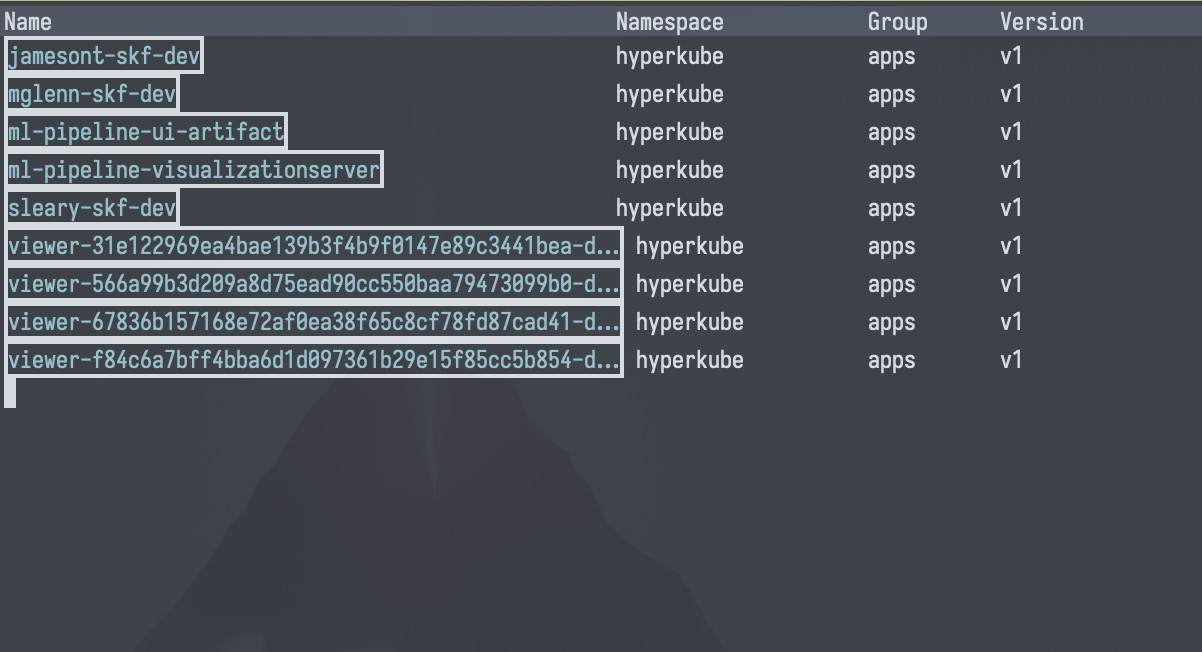 Name Namespace Group Version
jamesont-skf-dev hyperkube apps v1
mglenn-skf-dev hyperkube apps v1
ml-pipeline-ui-artifact hyperkube apps v1
ml-pipeline-visualizationserver hyperkube apps v1
sleary-skf-dev hyperkube apps v1
viewer-31e122969ea4bae139b3f4b9f0147e89c3441bea-d... hyperkube apps v1
viewer-566a99b3d209a8d75ead90cc550baa79473099b0-d... hyperkube apps v1
viewer-67836b157168e72af0ea38f65c8cf78fd87cad41-d... hyperkube apps v1
viewer-f84c6a7bff4bba6d1d097361b29e15f85cc5b854-d... hyperkube apps v1